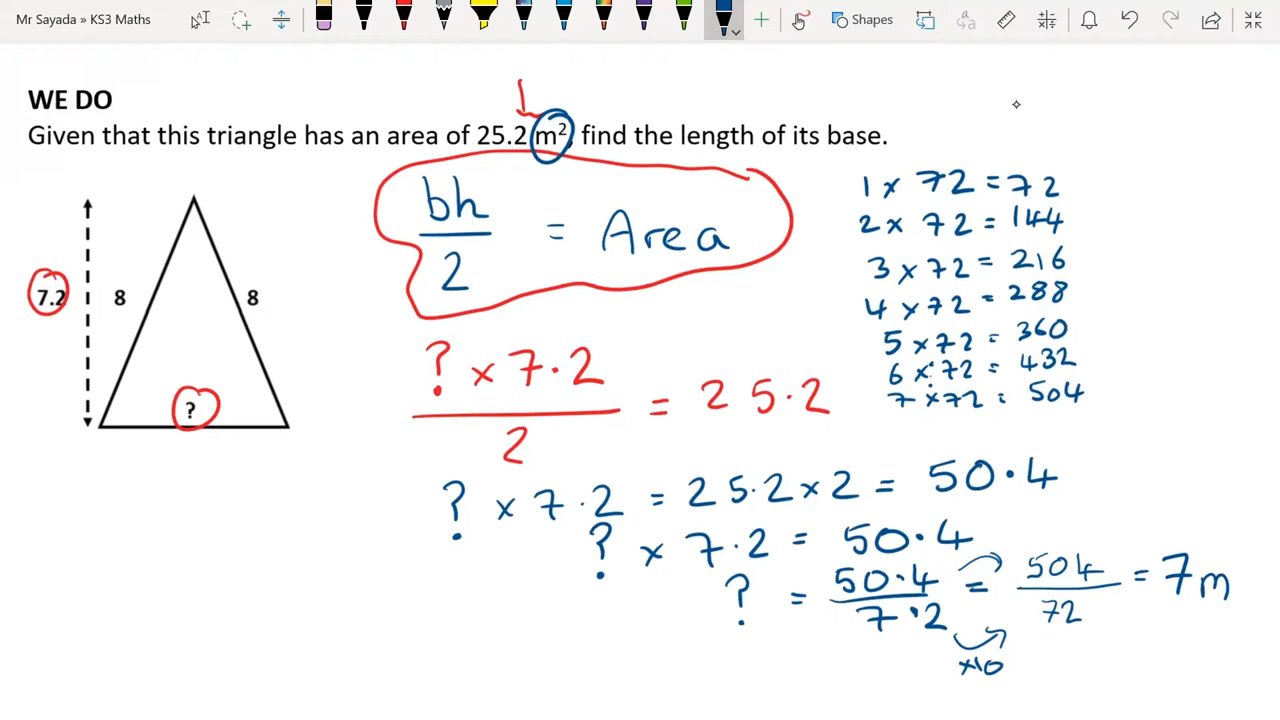 Mr Sayada » KS3 Maths
Shapes
WE DO
Given that this triangle has an area of 25.2 m², find the length of its base.
bh/2 = Area
7.2
8
8
?
1 x 72 = 72
2 x 72 = 144
3 x 72 = 216
4 x 72 = 288
5 x 72 = 360
6 x 72 = 432
7 x 72 = 504
? x 7.2 / 2 = 25.2
? x 7.2 = 25.2 x 2 = 50.4
? x 7.2 = 50.4
? = 50.4/7.2 = 504/72 = 7m
x10